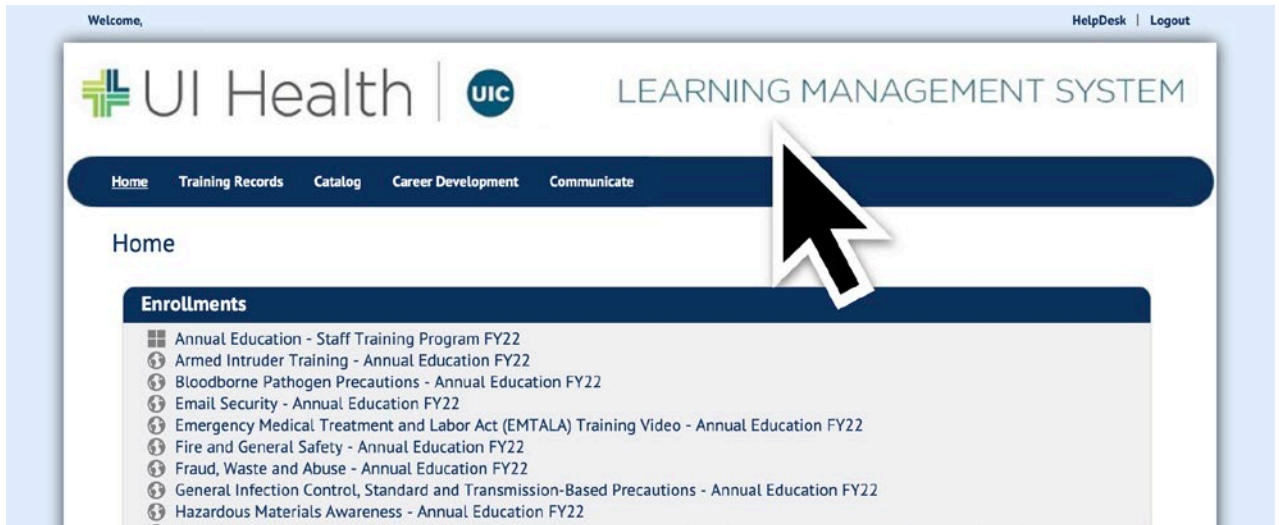 Welcome,
HelpDesk | Logout
UI Health | UIC LEARNING MANAGEMENT SYSTEM
Home Training Records Catalog Career Development Communicate
Home
Enrollments
Annual Education - Staff Training Program FY22
Armed Intruder Training - Annual Education FY22
Bloodborne Pathogen Precautions - Annual Education FY22
Email Security - Annual Education FY22
Emergency Medical Treatment and Labor Act (EMTALA) Training Video - Annual Education FY22
Fire and General Safety - Annual Education FY22
Fraud, Waste and Abuse - Annual Education FY22
General Infection Control, Standard and Transmission-Based Precautions - Annual Education FY22
Hazardous Materials Awareness - Annual Education FY22